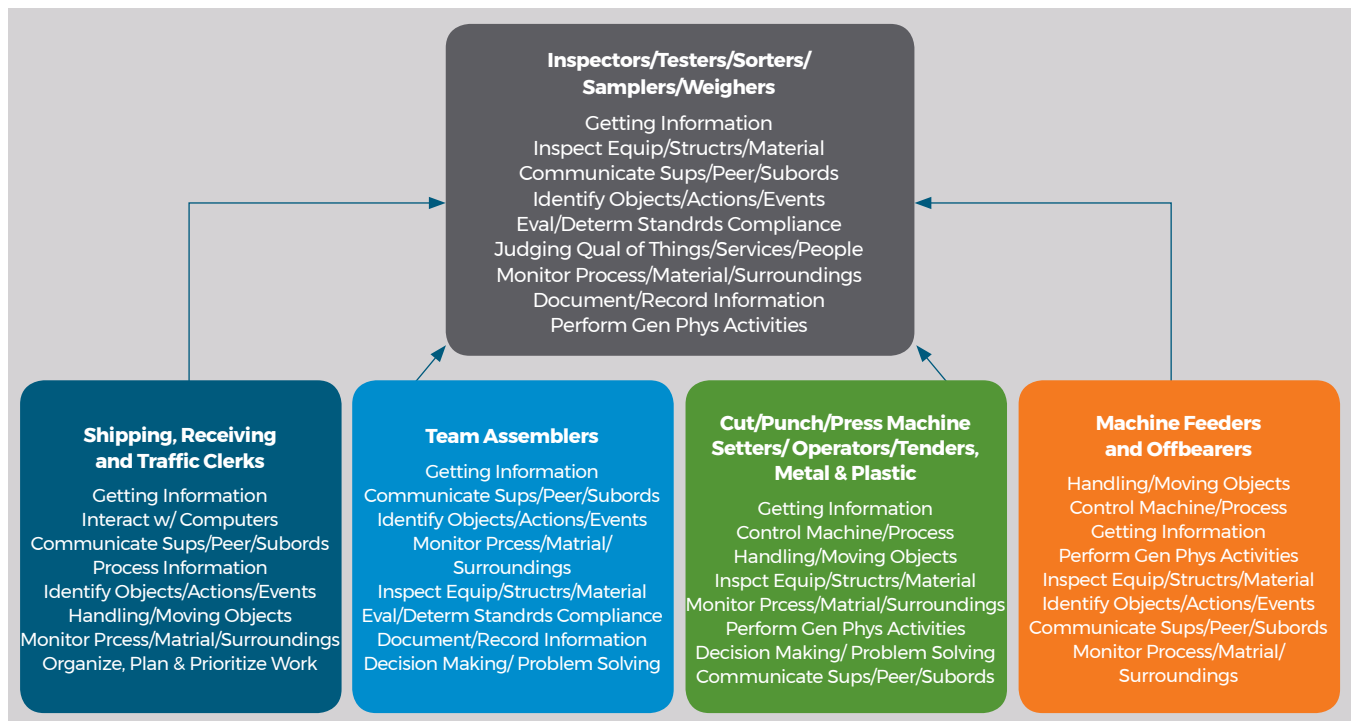 Inspectors/Testers/Sorters/
Samplers/Weighers
Getting Information
Inspect Equip/Structrs/Material
Communicate Sups/Peer/Subords
Identify Objects/Actions/Events
Eval/Determ Standrds Compliance
Judging Qual of Things/Services/People
Monitor Process/Material/Surroundings
Document/Record Information
Perform Gen Phys Activities
Shipping, Receiving
and Traffic Clerks
Getting Information
Interact w/ Computers
Communicate Sups/Peer/Subords
Process Information
Identify Objects/Actions/Events
Handling/Moving Objects
Monitor Prcess/Matrial/Surroundings
Organize, Plan & Prioritize Work
Team Assemblers
Getting Information
Communicate Sups/Peer/Subords
Identify Objects/Actions/Events
Monitor Prcess/Matrial/
Surroundings
Inspect Equip/Structrs/Material
Eval/Determ Standrds Compliance
Document/Record Information
Decision Making/ Problem Solving
Cut/Punch/Press Machine
Setters/ Operators/Tenders,
Metal & Plastic
Getting Information
Control Machine/Process
Handling/Moving Objects
Inspct Equip/Structrs/Material
Monitor Prcess/Matrial/Surroundings
Perform Gen Phys Activities
Decision Making/ Problem Solving
Communicate Sups/Peer/Subords
Machine Feeders
and Offbearers
Handling/Moving Objects
Control Machine/Process
Getting Information
Perform Gen Phys Activities
Inspect Equip/Structrs/Material
Identify Objects/Actions/Events
Communicate Sups/Peer/Subords
Monitor Process/Matrial/
Surroundings